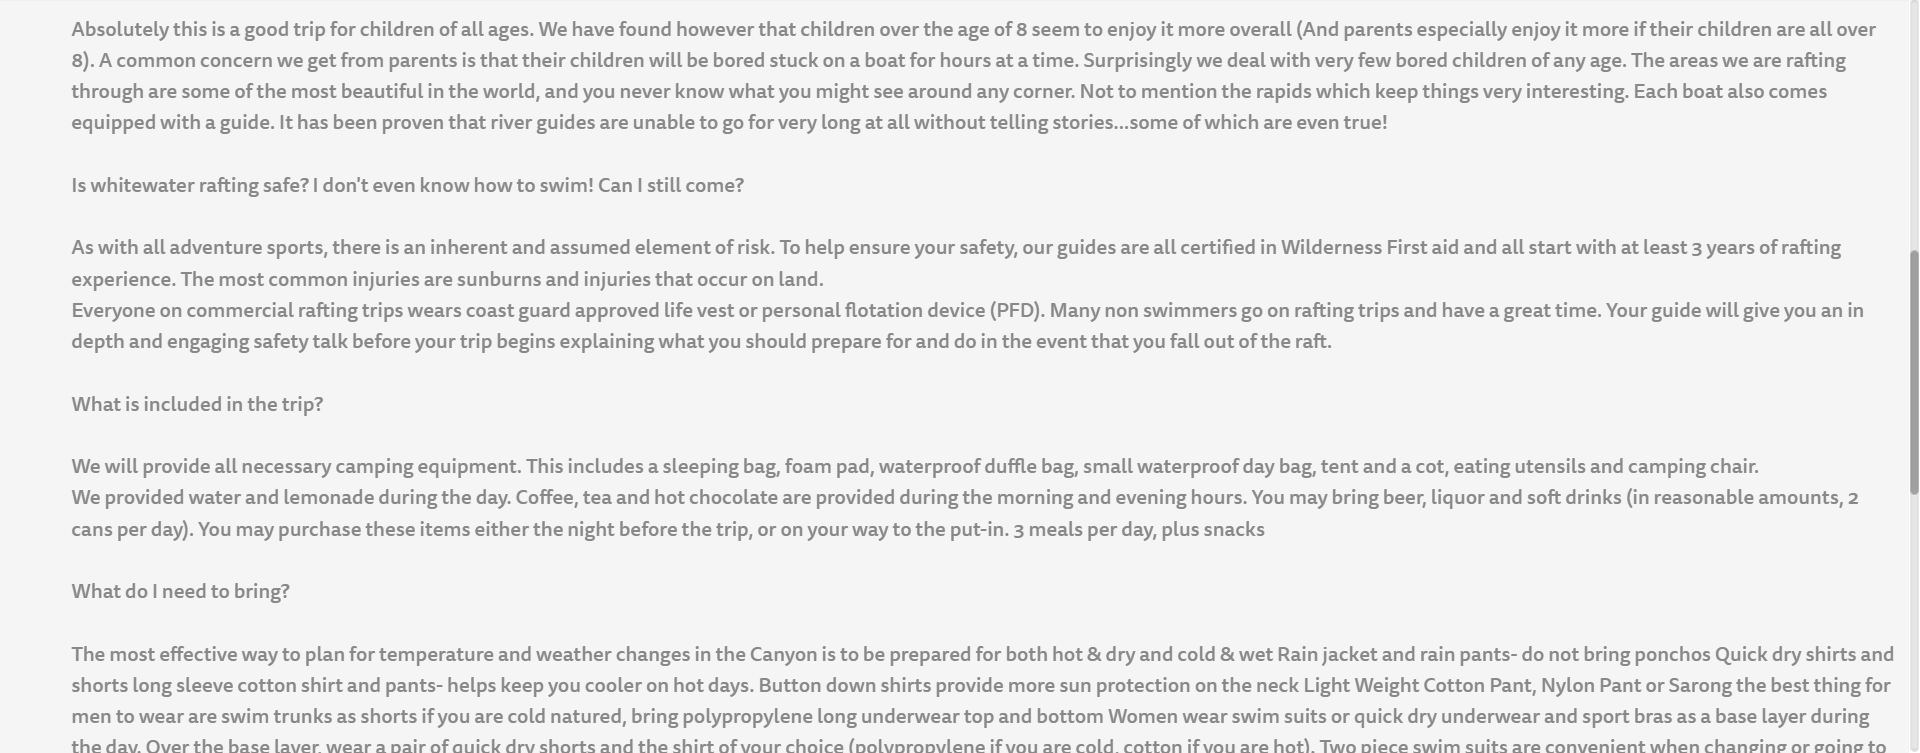 Absolutely this is a good trip for children of all ages. We have found however that children over the age of 8 seem to enjoy it more overall (And parents especially enjoy it more if their children are all over
8). A common concern we get from parents is that their children will be bored stuck on a boat for hours at a time. Surprisingly we deal with very few bored children of any age. The areas we are rafting
through are some of the most beautiful in the world, and you never know what you might see around any corner. Not to mention the rapids which keep things very interesting. Each boat also comes
equipped with a guide. It has been proven that river guides are unable to go for very long at all without telling stories...some of which are even true!
Is whitewater rafting safe? I don't even know how to swim! Can I still come?
As with all adventure sports, there is an inherent and assumed element of risk. To help ensure your safety, our guides are all certified in Wilderness First aid and all start with at least 3 years of rafting
experience. The most common injuries are sunburns and injuries that occur on land.
Everyone on commercial rafting trips wears coast guard approved life vest or personal flotation device (PFD). Many non swimmers go on rafting trips and have a great time. Your guide will give you an in
depth and engaging safety talk before your trip begins explaining what you should prepare for and do in the event that you fall out of the raft.
What is included in the trip?
We will provide all necessary camping equipment. This includes a sleeping bag, foam pad, waterproof duffle bag, small waterproof day bag, tent and a cot, eating utensils and camping chair.
We provided water and lemonade during the day. Coffee, tea and hot chocolate are provided during the morning and evening hours. You may bring beer, liquor and soft drinks (in reasonable amounts, 2
cans per day). You may purchase these items either the night before the trip, or on your way to the put-in. 3 meals per day, plus snacks
What do I need to bring?
The most effective way to plan for temperature and weather changes in the Canyon is to be prepared for both hot & dry and cold & wet Rain jacket and rain pants- do not bring ponchos Quick dry shirts and
shorts long sleeve cotton shirt and pants- helps keep you cooler on hot days. Button down shirts provide more sun protection on the neck Light Weight Cotton Pant, Nylon Pant or Sarong the best thing for
men to wear are swim trunks as shorts if you are cold natured, bring polypropylene long underwear top and bottom Women wear swim suits or quick dry underwear and sport bras as a base layer during
the day. Over the base layer, wear a pair of quick dry shorts and the shirt of your choice (polypropylene if you are cold, cotton if you are hot). Two piece swim suits are convenient when changing or going to